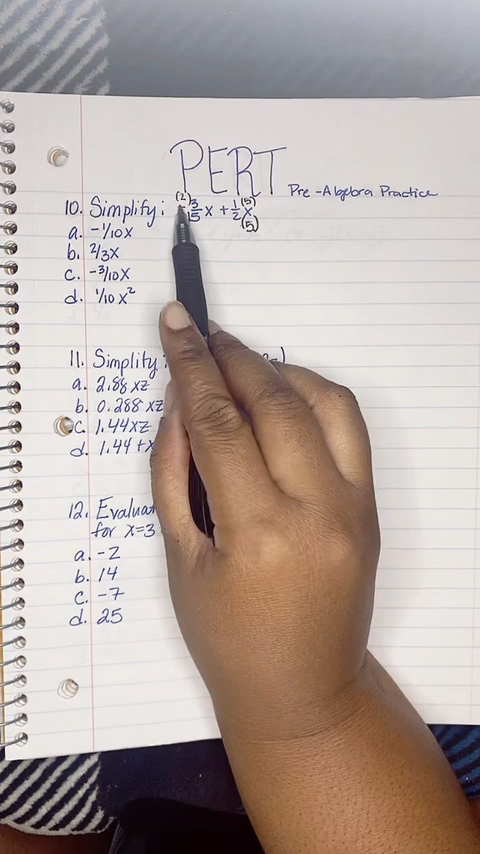 PERT
Pre-Algebra Practice
(2) (5)
10. Simplify: -3/5 x + 1/2 x
(5)
a. -1/10x
b. 2/3x
c. -3/10x
d. 1/10x²
11. Simplify
a. 2.88xz
b. 0.288xz
c. 1.44xz
d. 1.44+x
12.
for x=3
a. -2
b. 14
c. -7
d. 25